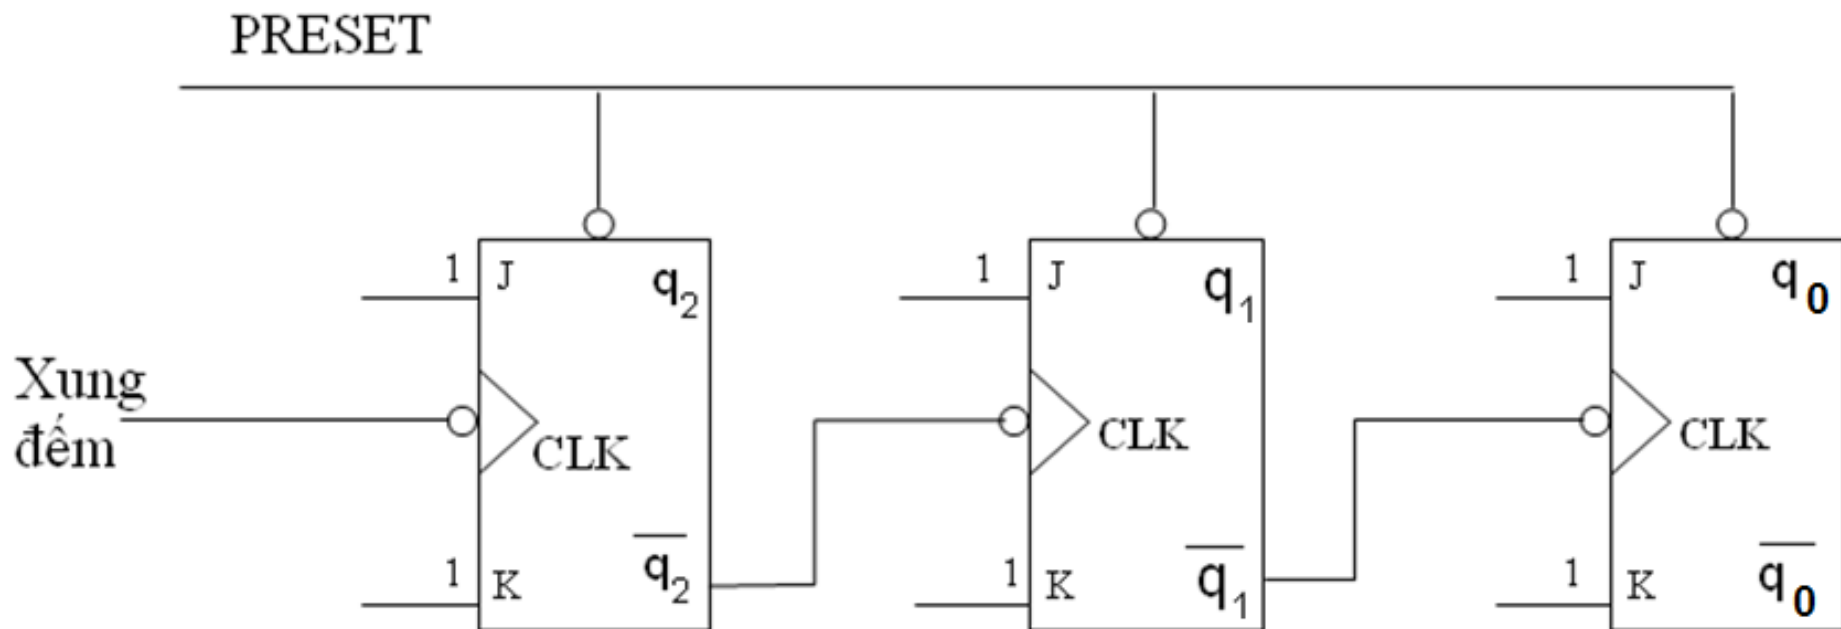 PRESET
1 J q2
1 J q1
1 J q0
Xung
đếm
CLK
CLK
CLK
1 K q̅2
1 K q̅1
1 K q̅0